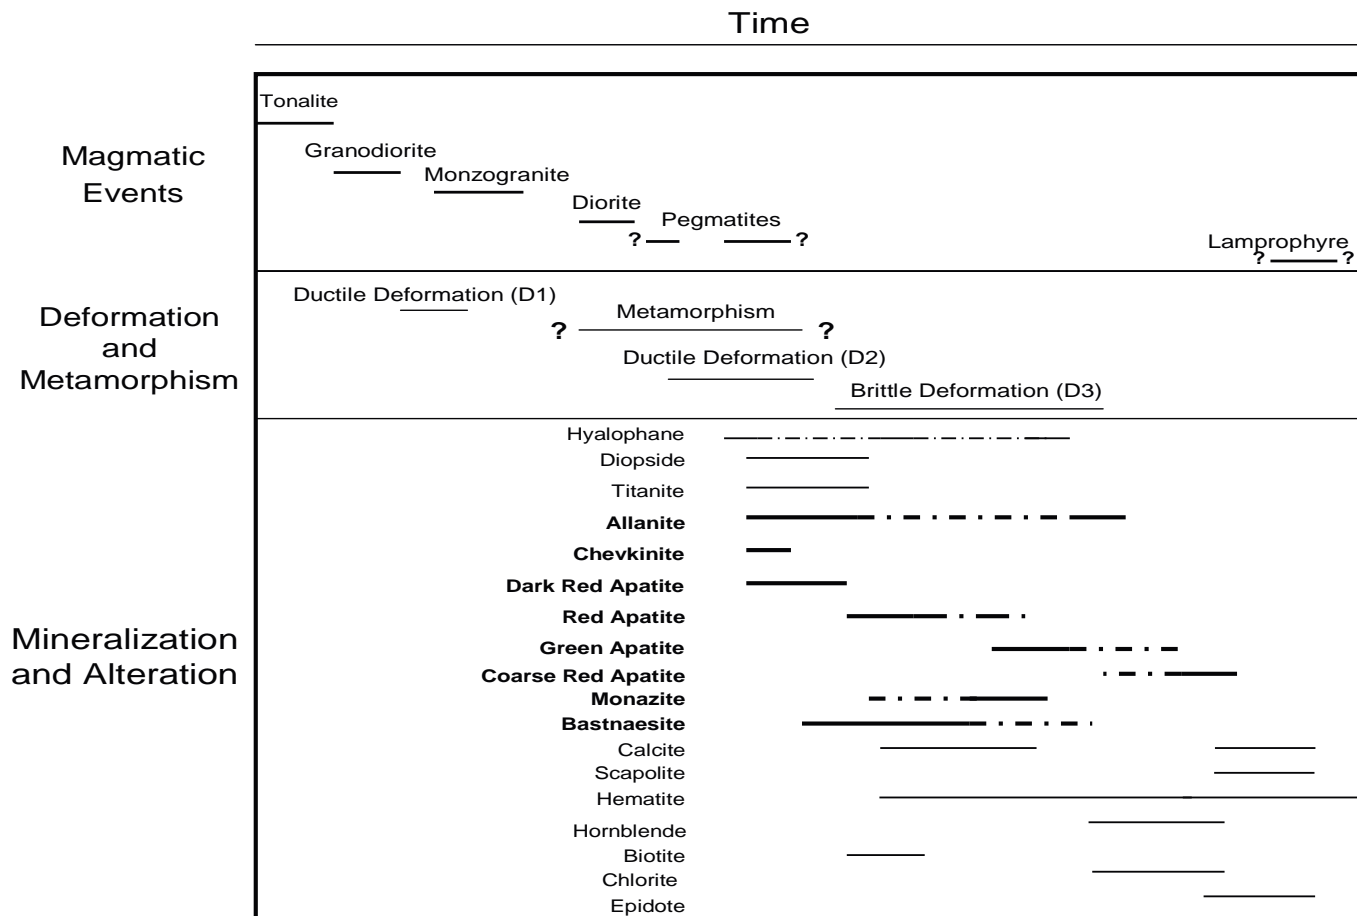 Time
Magmatic
Events
Tonalite
Granodiorite
Monzogranite
Diorite
Pegmatites
? ?
Lamprophyre
? ?
Deformation
and
Metamorphism
Ductile Deformation (D1)
Metamorphism
? ?
Ductile Deformation (D2)
Brittle Deformation (D3)
Mineralization
and Alteration
Hyalophane
Diopside
Titanite
Allanite
Chevkinite
Dark Red Apatite
Red Apatite
Green Apatite
Coarse Red Apatite
Monazite
Bastnaesite
Calcite
Scapolite
Hematite
Hornblende
Biotite
Chlorite
Epidote